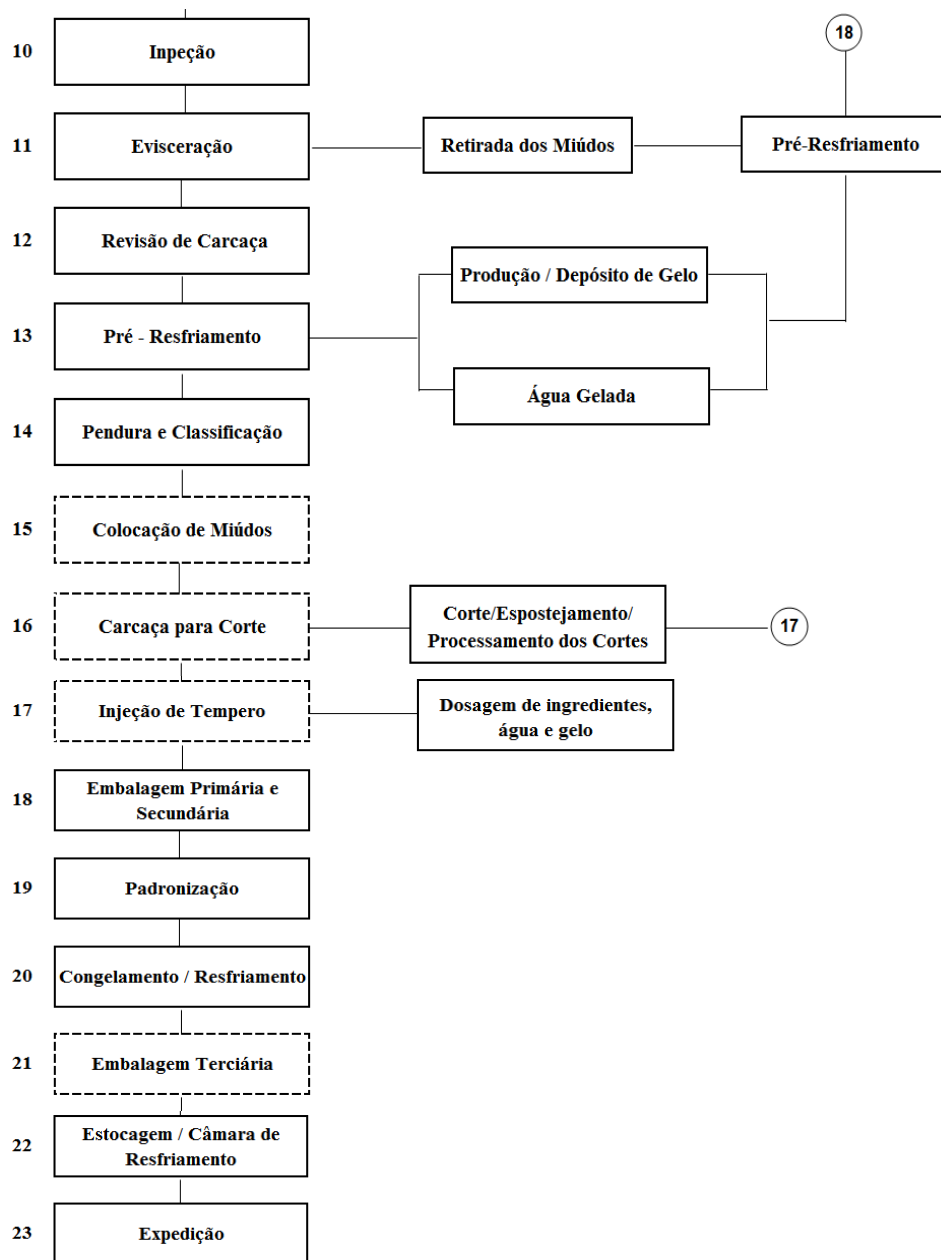 10
Inpeção
18
11
Evisceração
Retirada dos Miúdos
Pré-Resfriamento
12
Revisão de Carcaça
Produção / Depósito de Gelo
13
Pré - Resfriamento
Água Gelada
14
Pendura e Classificação
15
Colocação de Miúdos
16
Carcaça para Corte
Corte/Espostejamento/
Processamento dos Cortes
17
17
Injeção de Tempero
Dosagem de ingredientes,
água e gelo
18
Embalagem Primária e
Secundária
19
Padronização
20
Congelamento / Resfriamento
21
Embalagem Terciária
22
Estocagem / Câmara de
Resfriamento
23
Expedição